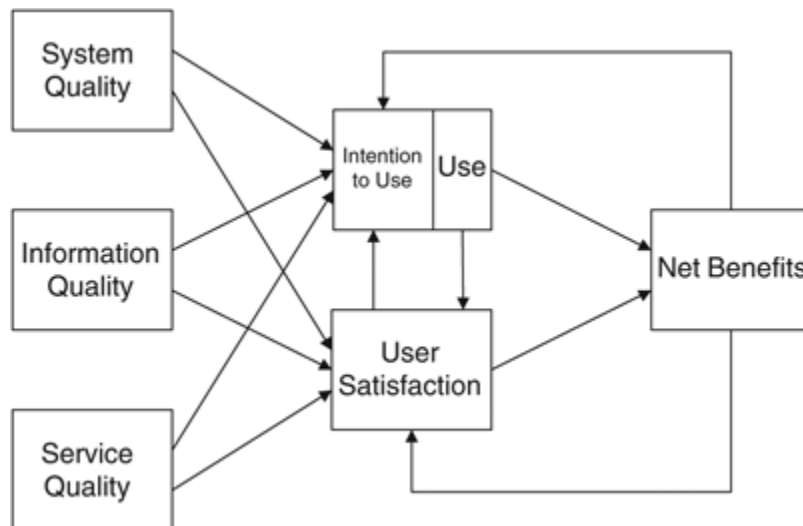 System
Quality
Intention
to Use
Use
Information
Quality
Net Benefits
User
Satisfaction
Service
Quality